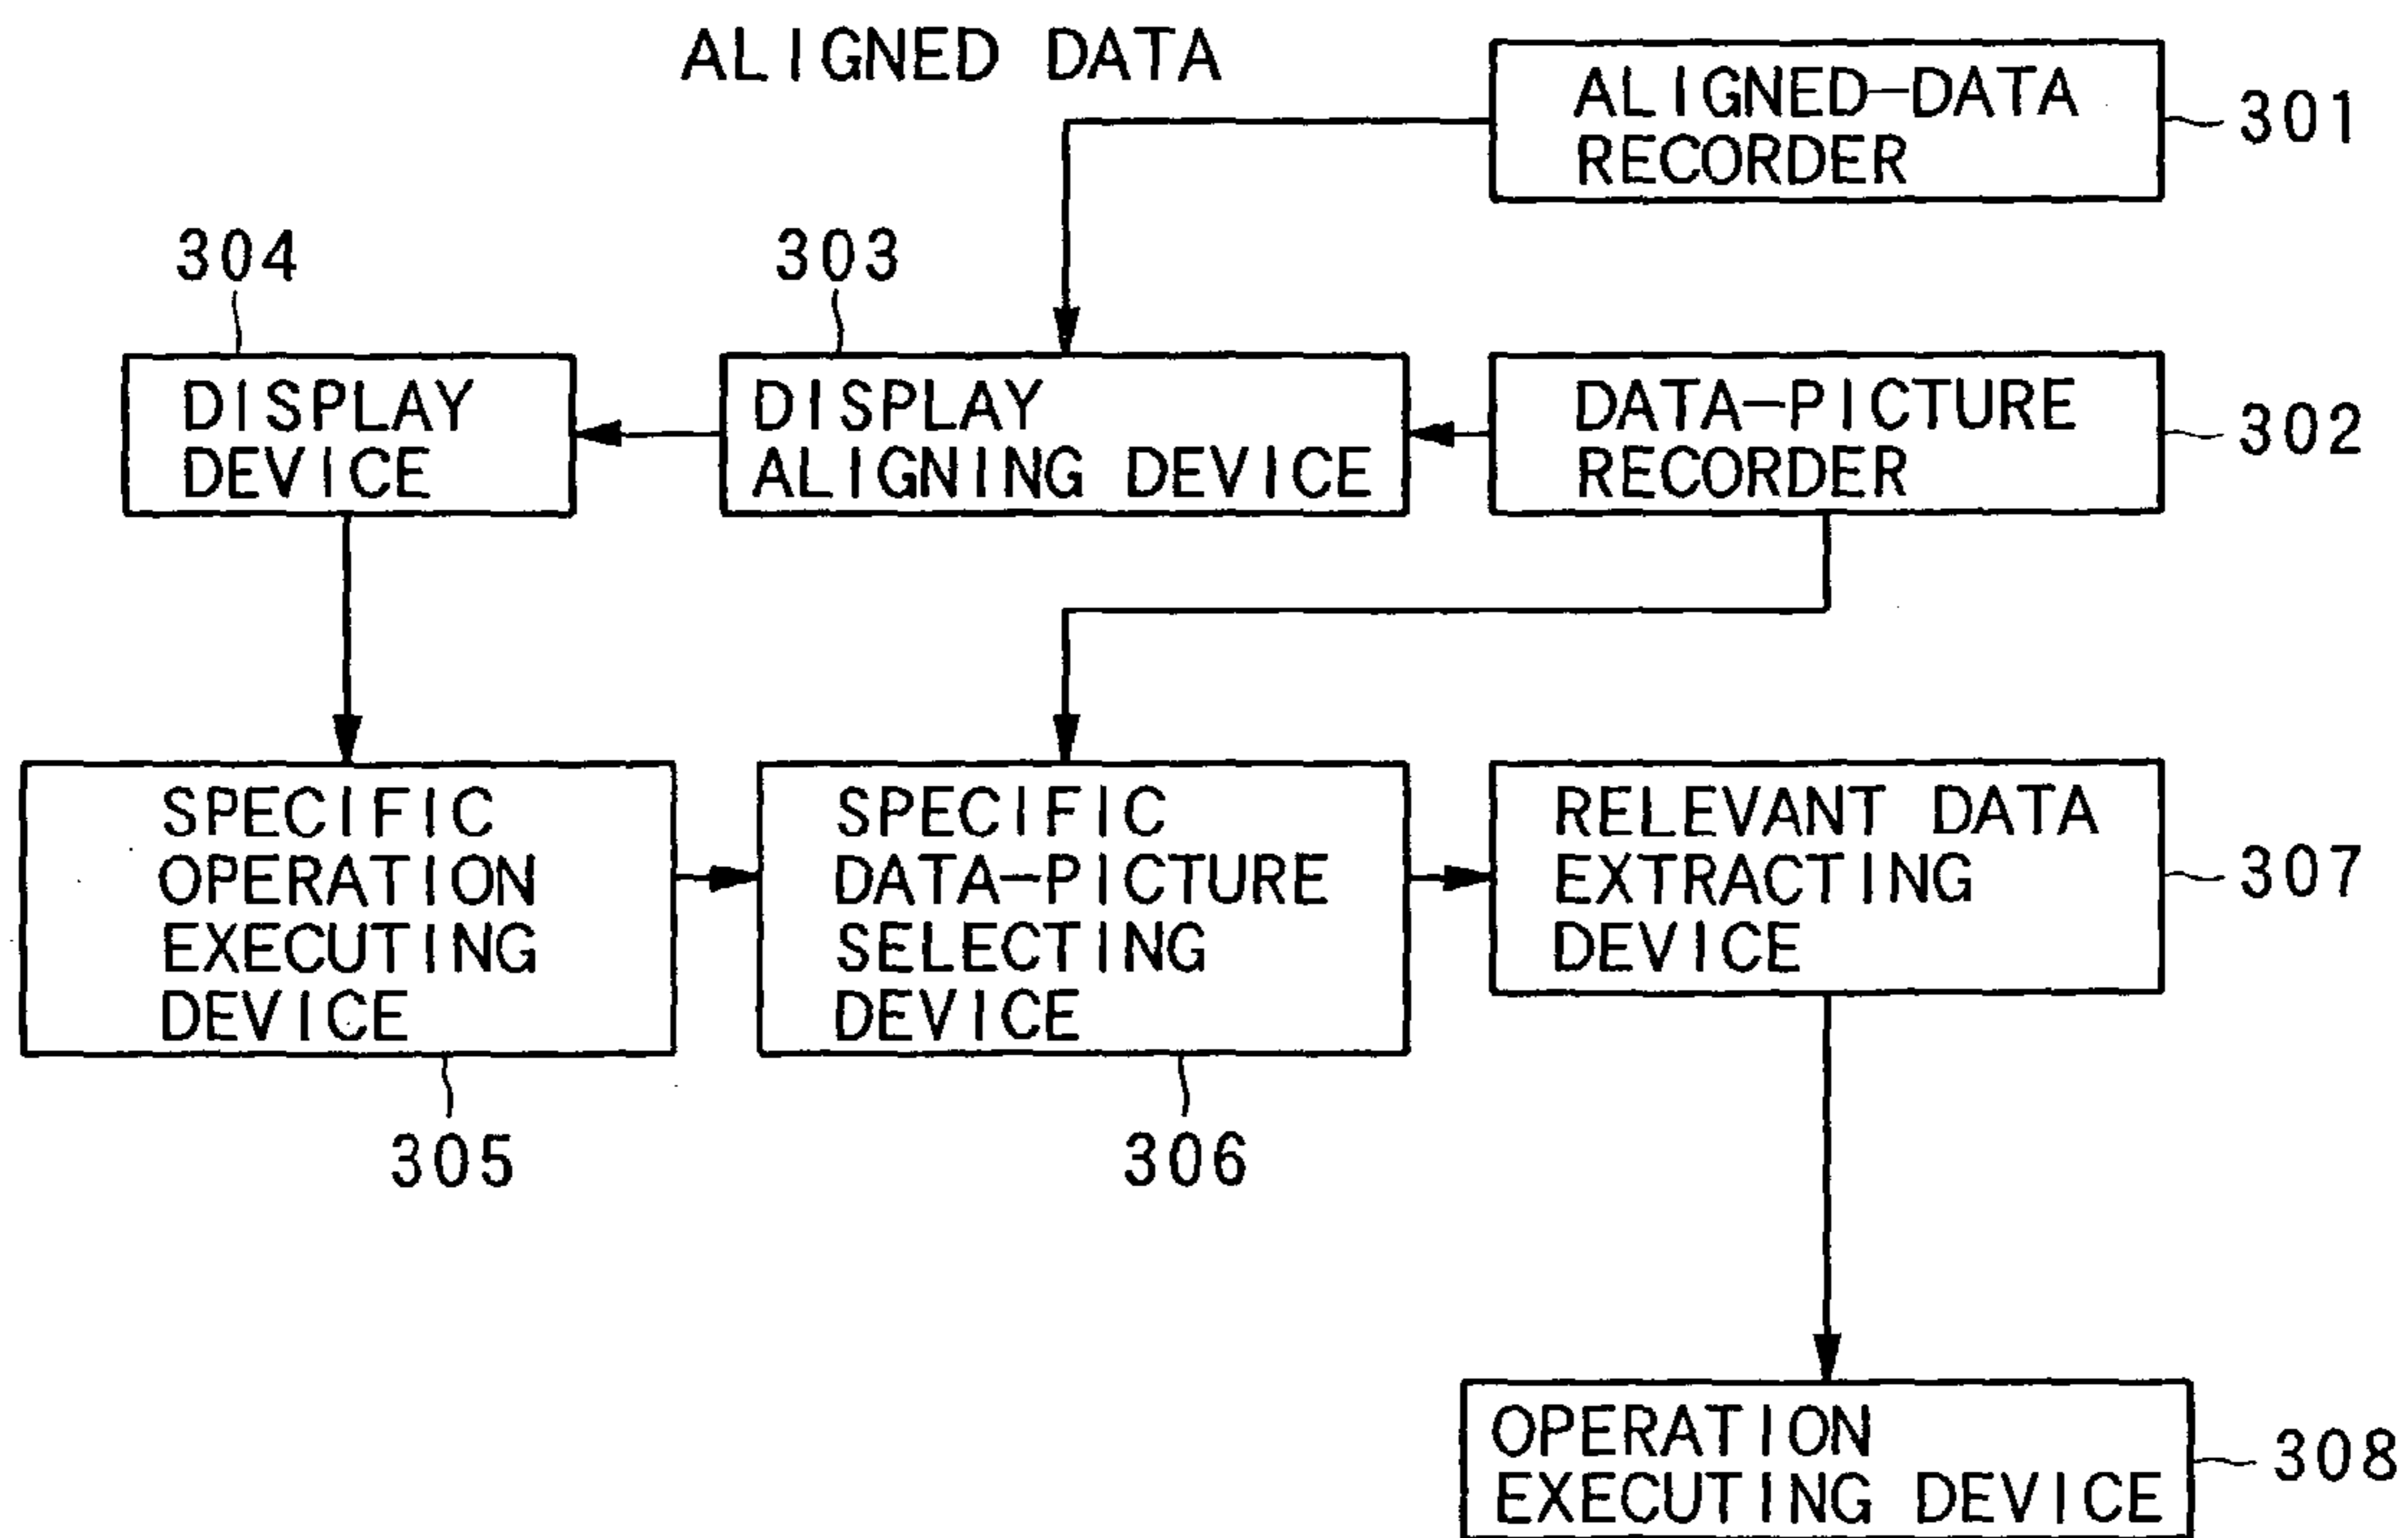 ALIGNED DATA
ALIGNED-DATA
RECORDER
301
304
303
DISPLAY
DEVICE
DISPLAY
ALIGNING DEVICE
DATA-PICTURE
RECORDER
302
SPECIFIC
OPERATION
EXECUTING
DEVICE
SPECIFIC
DATA-PICTURE
SELECTING
DEVICE
RELEVANT DATA
EXTRACTING
DEVICE
307
305
306
OPERATION
EXECUTING DEVICE
308